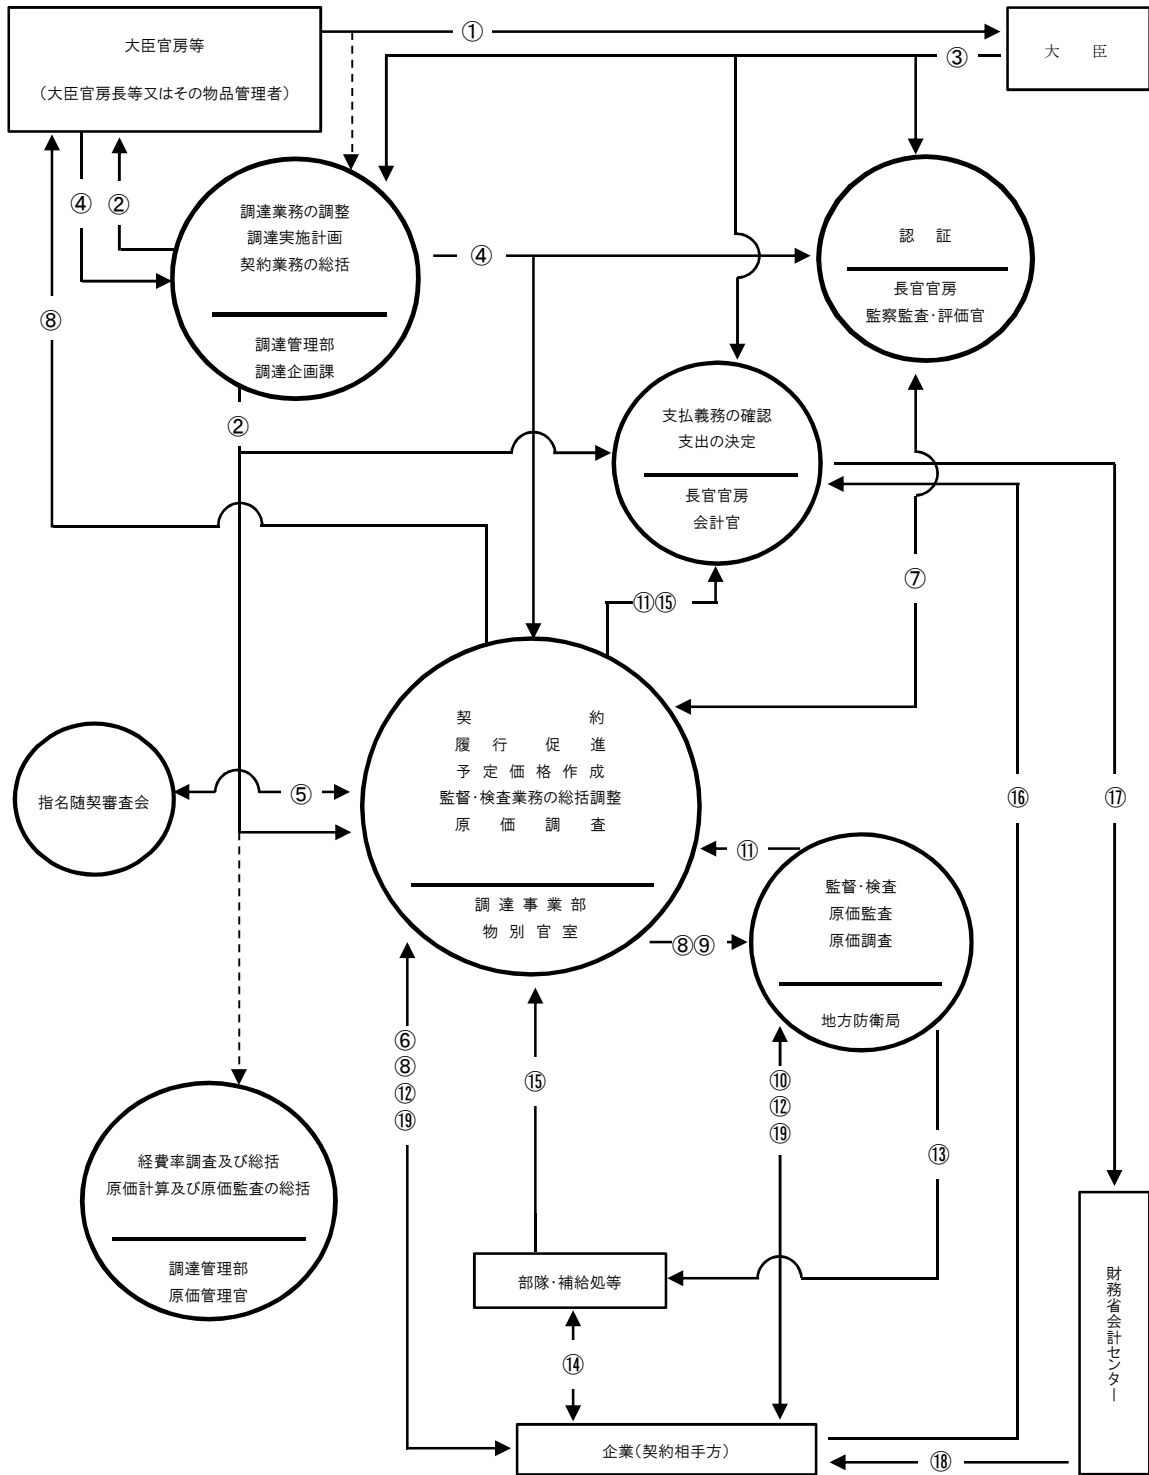 大臣官房等
（大臣官房長等又はその物品管理者）
①
大　臣
③
④
②
調達業務の調整
調達実施計画
契約業務の総括
調達管理部
調達企画課
④
認　証
長官官房
監察監査・評価官
⑧
②
支払義務の確認
支出の決定
長官官房
会計官
⑦
⑪⑮
指名随契審査会
⑤
契　　　　　約
履　行　促　進
予定価格作成
監督・検査業務の総括調整
原　価　調　査
調達事業部
物別官室
⑯
⑰
⑪
⑧⑨
監督・検査
原価監査
原価調査
地方防衛局
⑥
⑧
⑫
⑲
⑮
⑩
⑫
⑲
⑬
経費率調査及び総括
原価計算及び原価監査の総括
調達管理部
原価管理官
部隊・補給処等
⑭
財務省会計センター
企業（契約相手方）
⑱